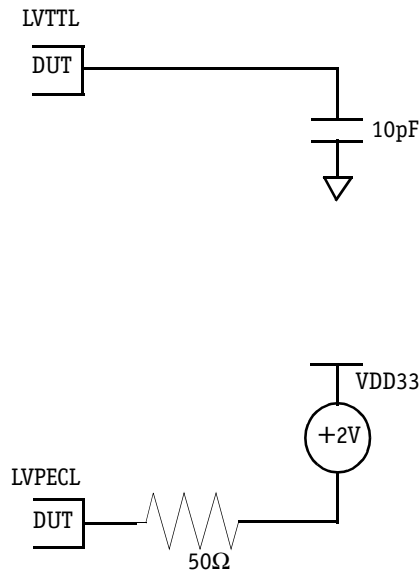 LVTTL
DUT
10pF
VDD33
+2V
LVPECL
DUT
50Ω